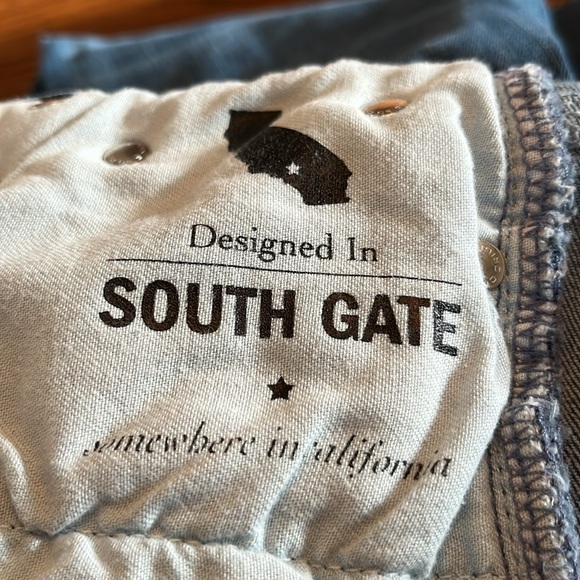 Designed In
SOUTH GATE
somewhere in california